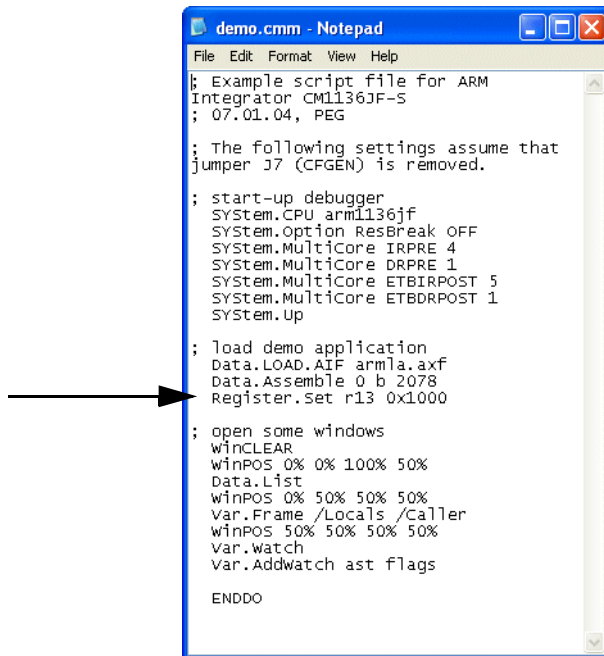 demo.cmm - Notepad
File Edit Format View Help
; Example script file for ARM
Integrator CM1136JF-S
; 07.01.04, PEG
; The following settings assume that
jumper J7 (CFGEN) is removed.
; start-up debugger
SYStem.CPU arm1136jf
SYStem.Option ResBreak OFF
SYStem.MultiCore IRPRE 4
SYStem.MultiCore DRPRE 1
SYStem.MultiCore ETBIRPOST 5
SYStem.MultiCore ETBDRPOST 1
SYStem.Up
; load demo application
Data.LOAD.AIF armla.axf
Data.Assemble 0 b 2078
Register.Set r13 0x1000
; open some windows
WinCLEAR
WinPOS 0% 0% 100% 50%
Data.List
WinPOS 0% 50% 50% 50%
Var.Frame /Locals /Caller
WinPOS 50% 50% 50% 50%
Var.Watch
Var.AddWatch ast flags
ENDDO